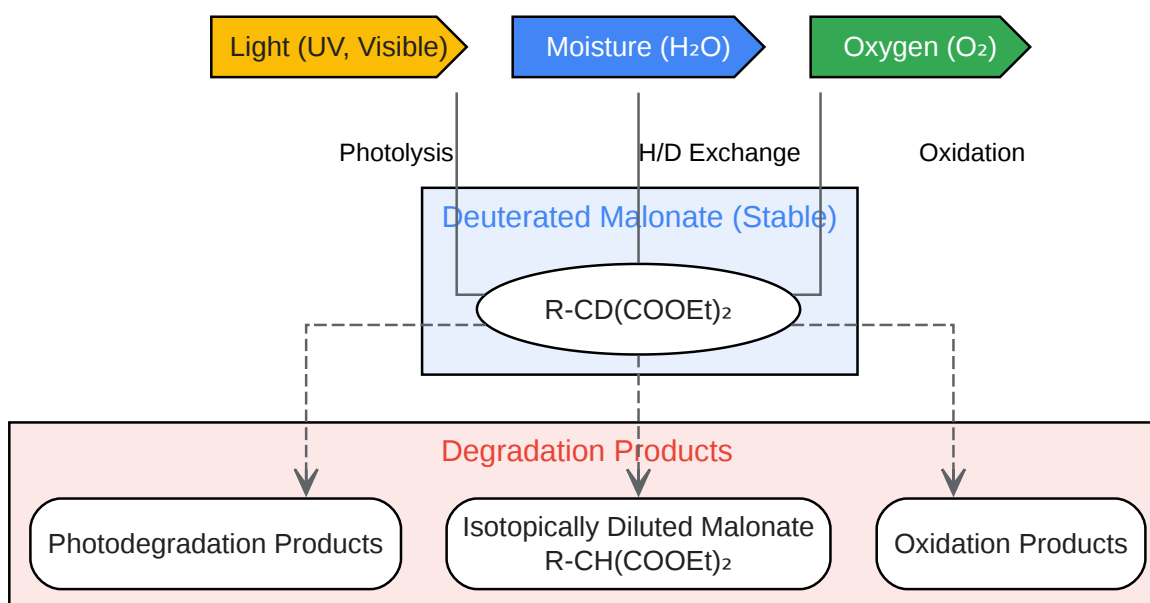 Light (UV, Visible)
Moisture (H₂O)
Oxygen (O₂)
Photolysis
H/D Exchange
Oxidation
Deuterated Malonate (Stable)
R-CD(COOEt)₂
Degradation Products
Photodegradation Products
Isotopically Diluted Malonate
R-CH(COOEt)₂
Oxidation Products